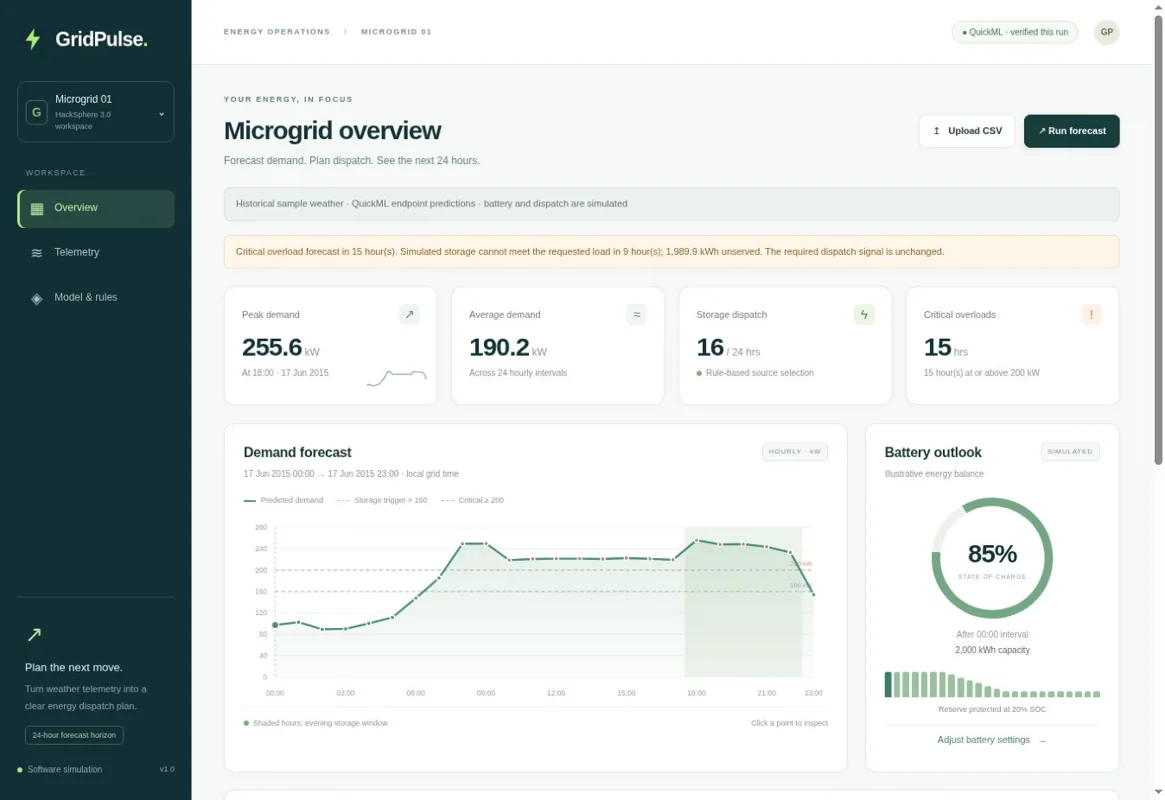 GridPulse.
G
Microgrid 01
HackSphere 3.0
workspace
WORKSPACE
Overview
Telemetry
Model & rules
Plan the next move.
Turn weather telemetry into a
clear energy dispatch plan.
24-hour forecast horizon
Software simulation
v1.0
ENERGY OPERATIONS / MICROGRID 01
QuickML · verified this run
GP
YOUR ENERGY, IN FOCUS
Microgrid overview
Forecast demand. Plan dispatch. See the next 24 hours.
↥ Upload CSV
↗ Run forecast
Historical sample weather · QuickML endpoint predictions · battery and dispatch are simulated
Critical overload forecast in 15 hour(s). Simulated storage cannot meet the requested load in 9 hour(s); 1,989.9 kWh unserved. The required dispatch signal is unchanged.
Peak demand
255.6 kW
At 18:00 · 17 Jun 2015
Average demand
190.2 kW
Across 24 hourly intervals
Storage dispatch
16 / 24 hrs
Rule-based source selection
Critical overloads
!
15 hrs
15 hour(s) at or above 200 kW
Demand forecast
HOURLY · kW
17 Jun 2015 00:00 → 17 Jun 2015 23:00 · local grid time
Predicted demand
Storage trigger > 160
Critical ≥ 200
280
240
200
160
120
80
40
0
00:00
03:00
06:00
09:00
12:00
15:00
18:00
21:00
23:00
Shaded hours: evening storage window
Click a point to inspect
Battery outlook
SIMULATED
Illustrative energy balance
85%
STATE OF CHARGE
After 00:00 interval
2,000 kWh capacity
Reserve protected at 20% SOC
Adjust battery settings →